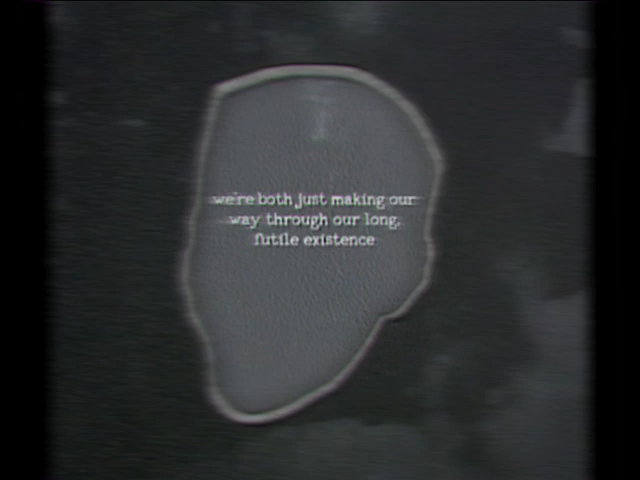 we're both just making our
way through our long,
futile existence